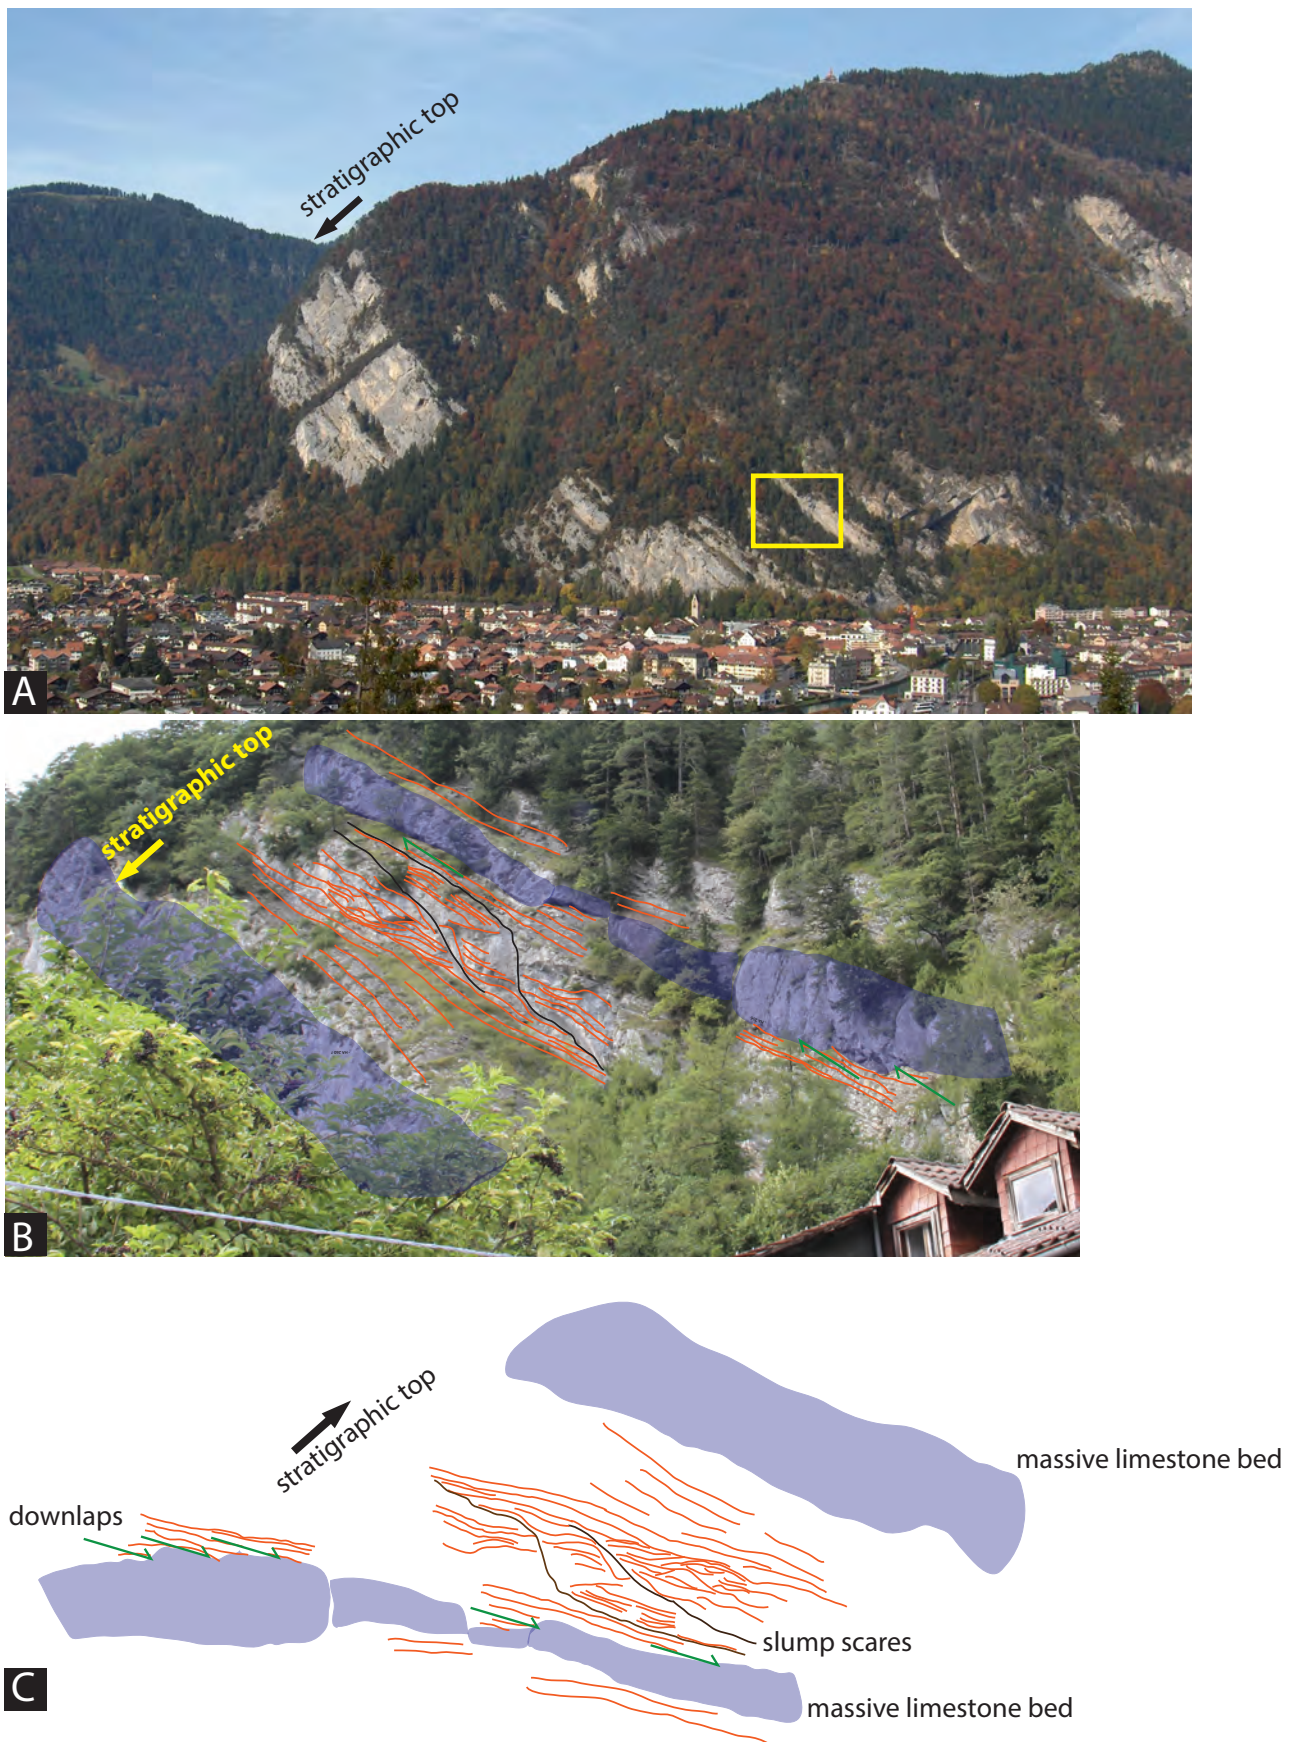 stratigraphic top
A
stratigraphic top
B
stratigraphic top
massive limestone bed
downlaps
slump scares
massive limestone bed
C